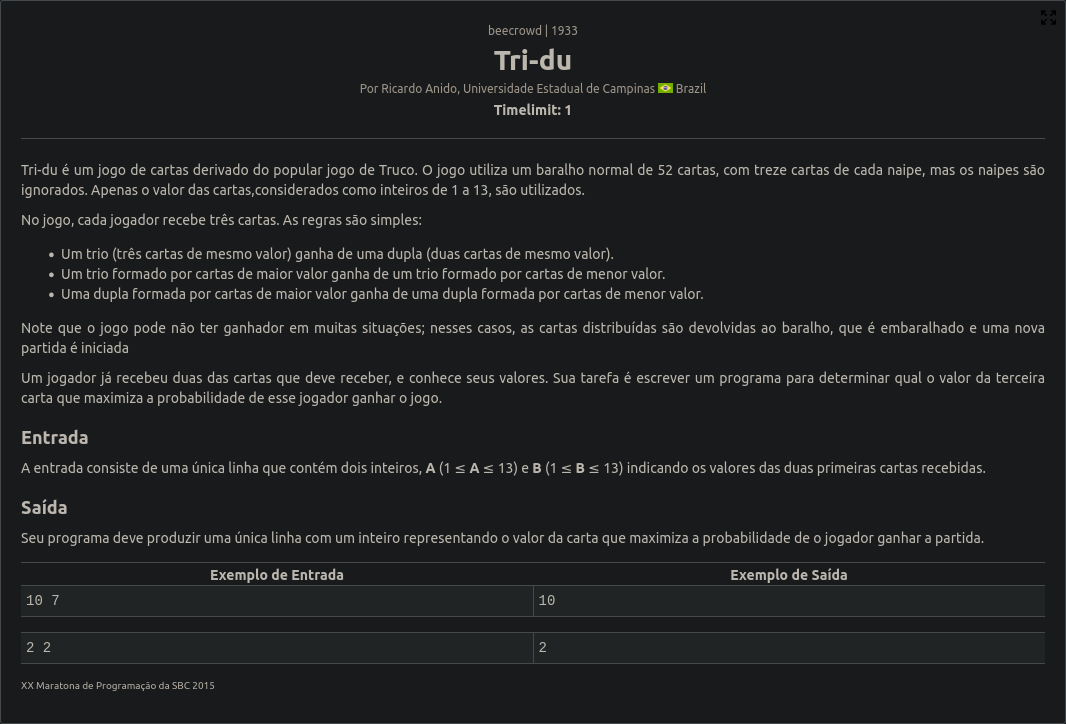 beecrowd | 1933
Tri-du
Por Ricardo Anido, Universidade Estadual de Campinas Brazil
Timelimit: 1
Tri-du é um jogo de cartas derivado do popular jogo de Truco. O jogo utiliza um baralho normal de 52 cartas, com treze cartas de cada naipe, mas os naipes são
ignorados. Apenas o valor das cartas,considerados como inteiros de 1 a 13, são utilizados.
No jogo, cada jogador recebe três cartas. As regras são simples:
• Um trio (três cartas de mesmo valor) ganha de uma dupla (duas cartas de mesmo valor).
• Um trio formado por cartas de maior valor ganha de um trio formado por cartas de menor valor.
• Uma dupla formada por cartas de maior valor ganha de uma dupla formada por cartas de menor valor.
Note que o jogo pode não ter ganhador em muitas situações; nesses casos, as cartas distribuídas são devolvidas ao baralho, que é embaralhado e uma nova
partida é iniciada
Um jogador já recebeu duas das cartas que deve receber, e conhece seus valores. Sua tarefa é escrever um programa para determinar qual o valor da terceira
carta que maximiza a probabilidade de esse jogador ganhar o jogo.
Entrada
A entrada consiste de uma única linha que contém dois inteiros, A (1 ≤ A ≤ 13) e B (1 ≤ B ≤ 13) indicando os valores das duas primeiras cartas recebidas.
Saída
Seu programa deve produzir uma única linha com um inteiro representando o valor da carta que maximiza a probabilidade de o jogador ganhar a partida.
Exemplo de Entrada Exemplo de Saída
10 7 10
2 2 2
XX Maratona de Programação da SBC 2015